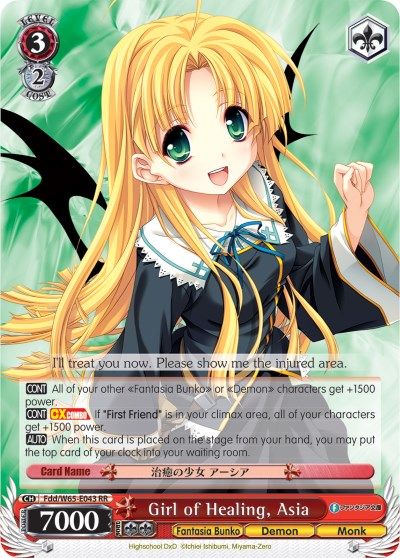 LEVEL
3
2
COST
I'll treat you now. Please show me the injured area.
CONT All of your other «Fantasia Bunko» or «Demon» characters get +1500
power.
CONT CX COMBO If "First Friend" is in your climax area, all of your characters
get +1500 power.
AUTO When this card is placed on the stage from your hand, you may put
the top card of your clock into your waiting room.
Card Name 治癒の少女 アーシア
CH Fdd/W65-E043 RR
POWER 7000 SOUL Girl of Healing, Asia
Fantasia Bunko Demon Monk
Highschool DxD ©Ichiei Ishibumi, Miyama-Zero